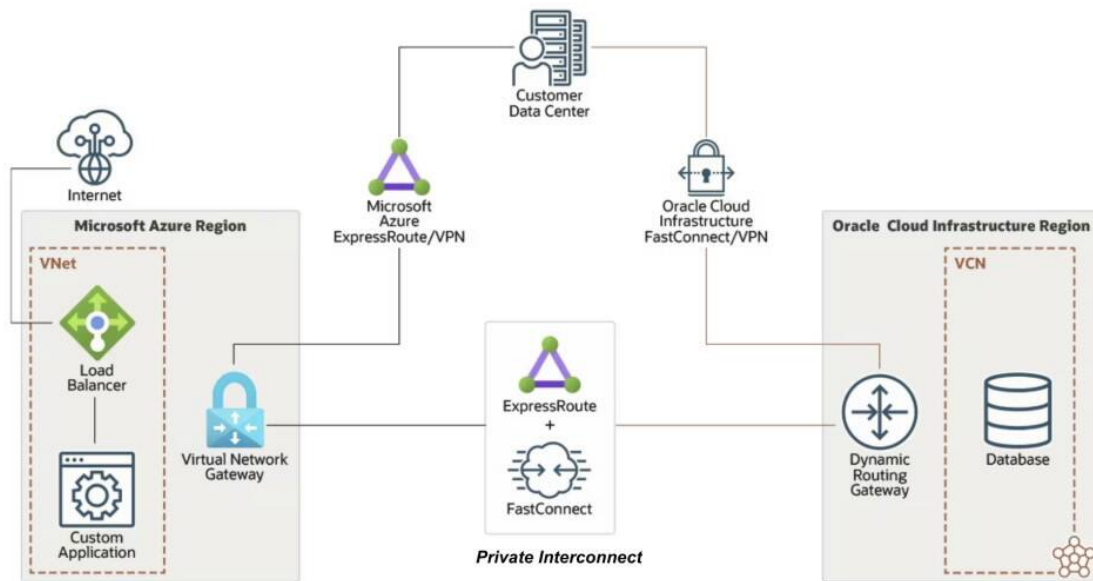 Customer
Data Center
Internet
Microsoft
Azure
ExpressRoute/VPN
Oracle Cloud
Infrastructure
FastConnect/VPN
Microsoft Azure Region
VNet
Load
Balancer
Custom
Application
Virtual Network
Gateway
ExpressRoute
+
FastConnect
Private Interconnect
Oracle Cloud Infrastructure Region
VCN
Dynamic
Routing
Gateway
Database